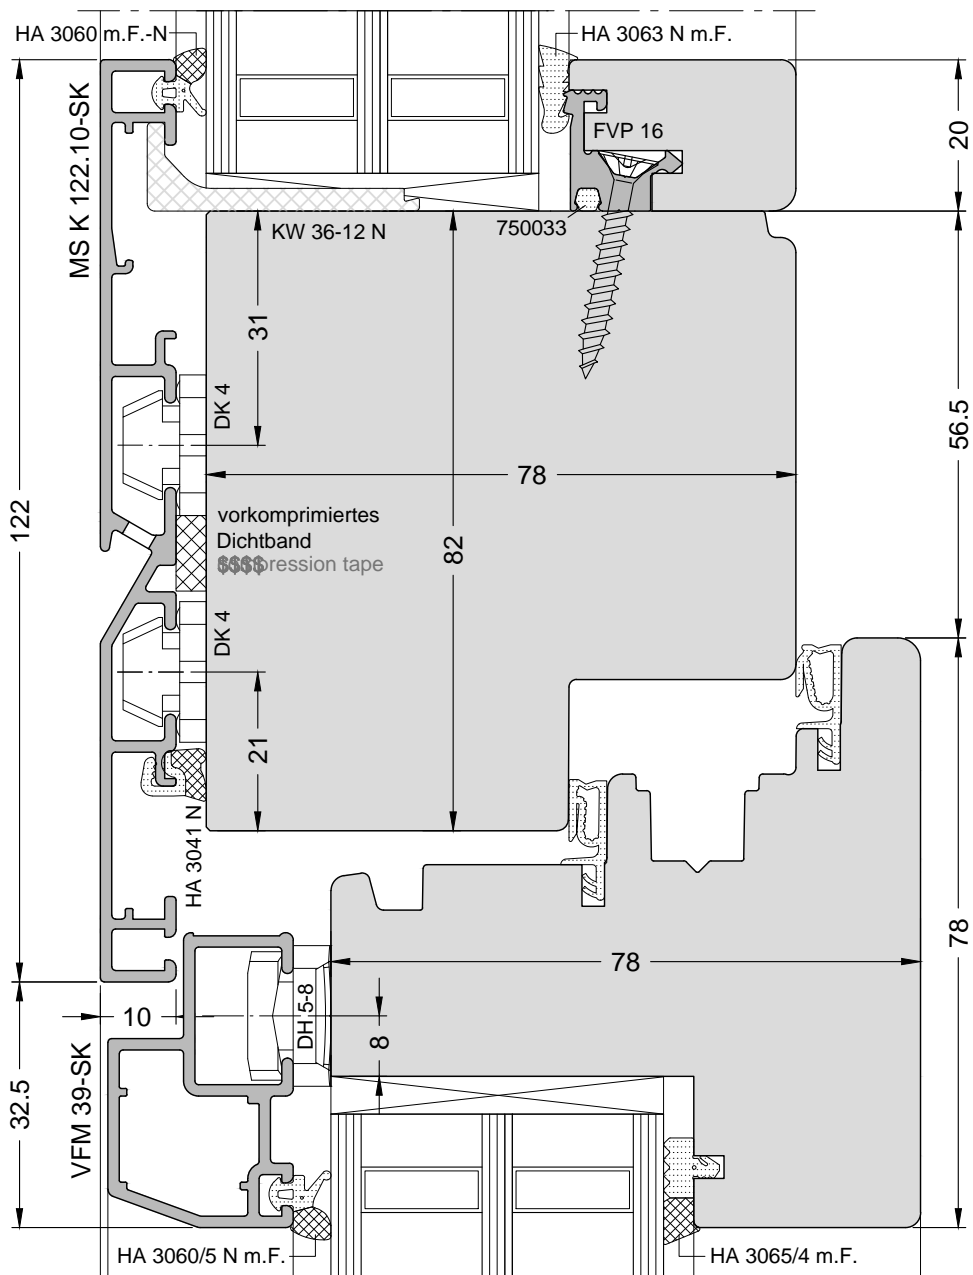 HA 3060 m.F.-N
HA 3063 N m.F.
MS K 122.10-SK
FVP 16
20
KW 36-12 N
750033
31
DK 4
56.5
78
122
vorkomprimiertes
Dichtband
82
pression tape
DK 4
21
HA 3041 N
78
78
DH 5-8
10
8
32.5
VFM 39-SK
HA 3060/5 N m.F.
HA 3065/4 m.F.